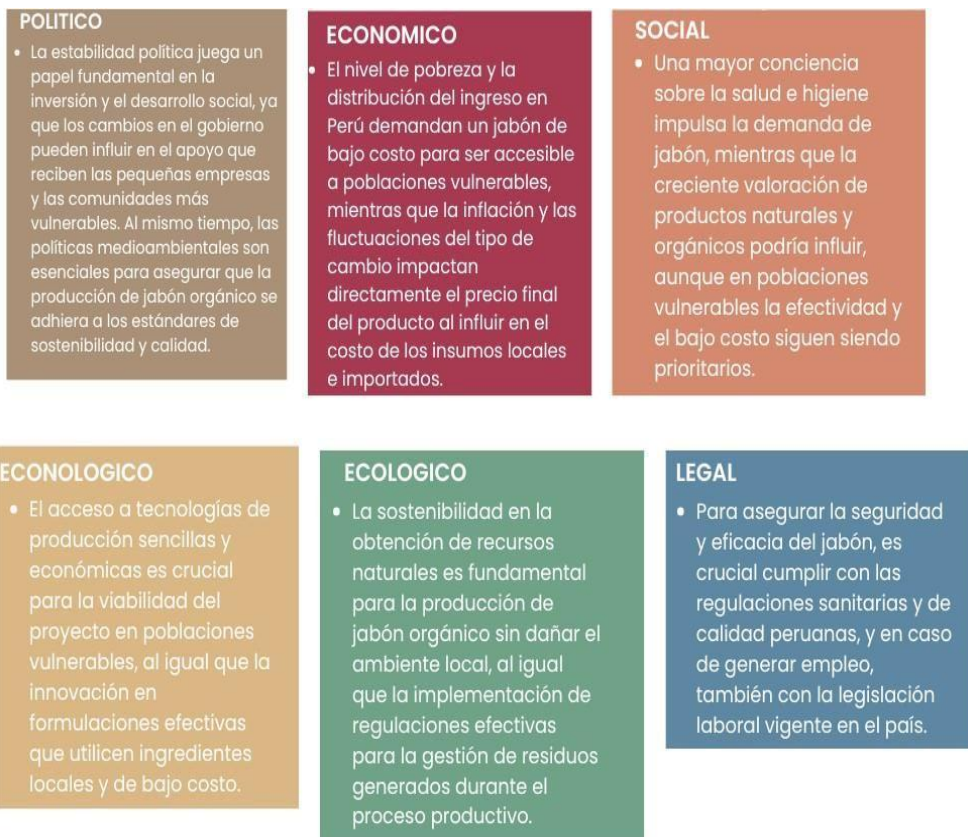 POLITICO
• La estabilidad política juega un
papel fundamental en la
inversión y el desarrollo social, ya
que los cambios en el gobierno
pueden influir en el apoyo que
reciben las pequeñas empresas
y las comunidades más
vulnerables. Al mismo tiempo, las
políticas medioambientales son
esenciales para asegurar que la
producción de jabón orgánico se
adhiera a los estándares de
sostenibilidad y calidad.
ECONOMICO
• El nivel de pobreza y la
distribución del ingreso en
Perú demandan un jabón de
bajo costo para ser accesible
a poblaciones vulnerables,
mientras que la inflación y las
fluctuaciones del tipo de
cambio impactan
directamente el precio final
del producto al influir en el
costo de los insumos locales
e importados.
SOCIAL
• Una mayor conciencia
sobre la salud e higiene
impulsa la demanda de
jabón, mientras que la
creciente valoración de
productos naturales y
orgánicos podría influir,
aunque en poblaciones
vulnerables la efectividad y
el bajo costo siguen siendo
prioritarios.
ECONOLOGICO
• El acceso a tecnologías de
producción sencillas y
económicas es crucial
para la viabilidad del
proyecto en poblaciones
vulnerables, al igual que la
innovación en
formulaciones efectivas
que utilicen ingredientes
locales y de bajo costo.
ECOLOGICO
• La sostenibilidad en la
obtención de recursos
naturales es fundamental
para la producción de
jabón orgánico sin dañar el
ambiente local, al igual
que la implementación de
regulaciones efectivas
para la gestión de residuos
generados durante el
proceso productivo.
LEGAL
• Para asegurar la seguridad
y eficacia del jabón, es
crucial cumplir con las
regulaciones sanitarias y de
calidad peruanas, y en caso
de generar empleo,
también con la legislación
laboral vigente en el país.